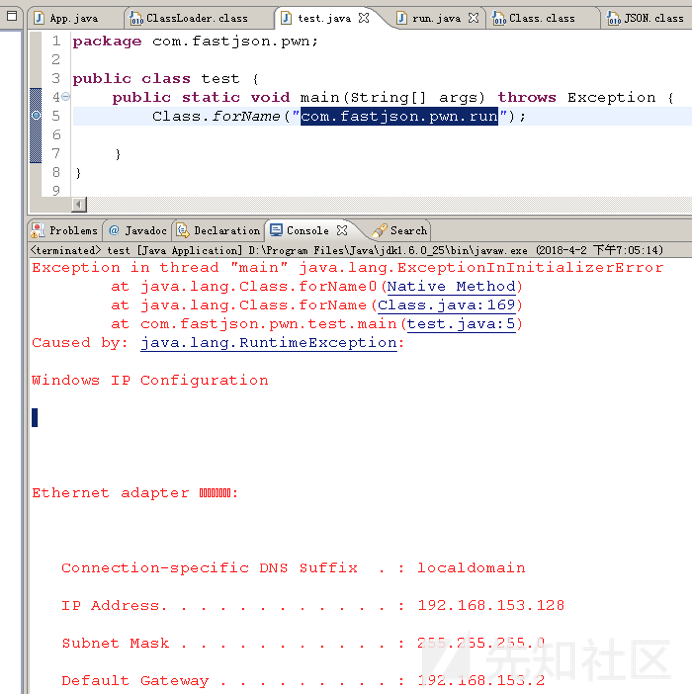 App.java ClassLoader.class test.java run.java Class.class JSON.class
1 package com.fastjson.pwn;
2
3 public class test {
4 public static void main(String[] args) throws Exception {
5 Class.forName("com.fastjson.pwn.run");
6
7 }
8 }
9
Problems @ Javadoc Declaration Console Search
<terminated> test [Java Application] D:\Program Files\Java\jdk1.6.0_25\bin\javaw.exe (2018-4-2 下午7:05:14)
Exception in thread "main" java.lang.ExceptionInInitializerError
at java.lang.Class.forName0(Native Method)
at java.lang.Class.forName(Class.java:169)
at com.fastjson.pwn.test.main(test.java:5)
Caused by: java.lang.RuntimeException:
Windows IP Configuration
Ethernet adapter :
Connection-specific DNS Suffix . : localdomain
IP Address. . . . . . . . . . . . : 192.168.153.128
Subnet Mask . . . . . . . . . . . : 255.255.255.0
Default Gateway . . . . . . . . . : 192.168.153.2
先知社区